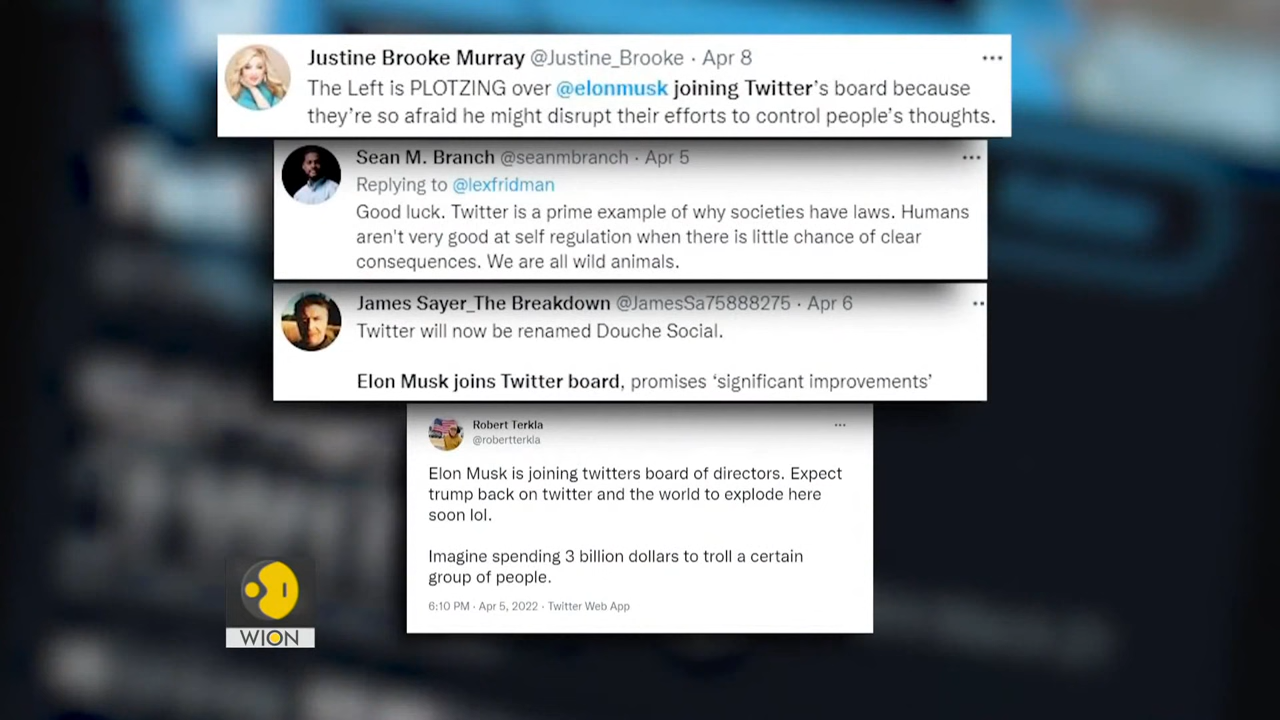 Justine Brooke Murray @Justine_Brooke · Apr 8
The Left is PLOTZING over @elonmusk joining Twitter's board because
they're so afraid he might disrupt their efforts to control people's thoughts.
Sean M. Branch @seanmbranch · Apr 5
Replying to @lexfridman
Good luck. Twitter is a prime example of why societies have laws. Humans
aren't very good at self regulation when there is little chance of clear
consequences. We are all wild animals.
James Sayer_The Breakdown @JamesSa75888275 · Apr 6
Twitter will now be renamed Douche Social.
Elon Musk joins Twitter board, promises ‘significant improvements’
Robert Terkla
@robertterkla
Elon Musk is joining twitters board of directors. Expect
trump back on twitter and the world to explode here
soon lol.
Imagine spending 3 billion dollars to troll a certain
group of people.
6:10 PM · Apr 5, 2022 · Twitter Web App
WION